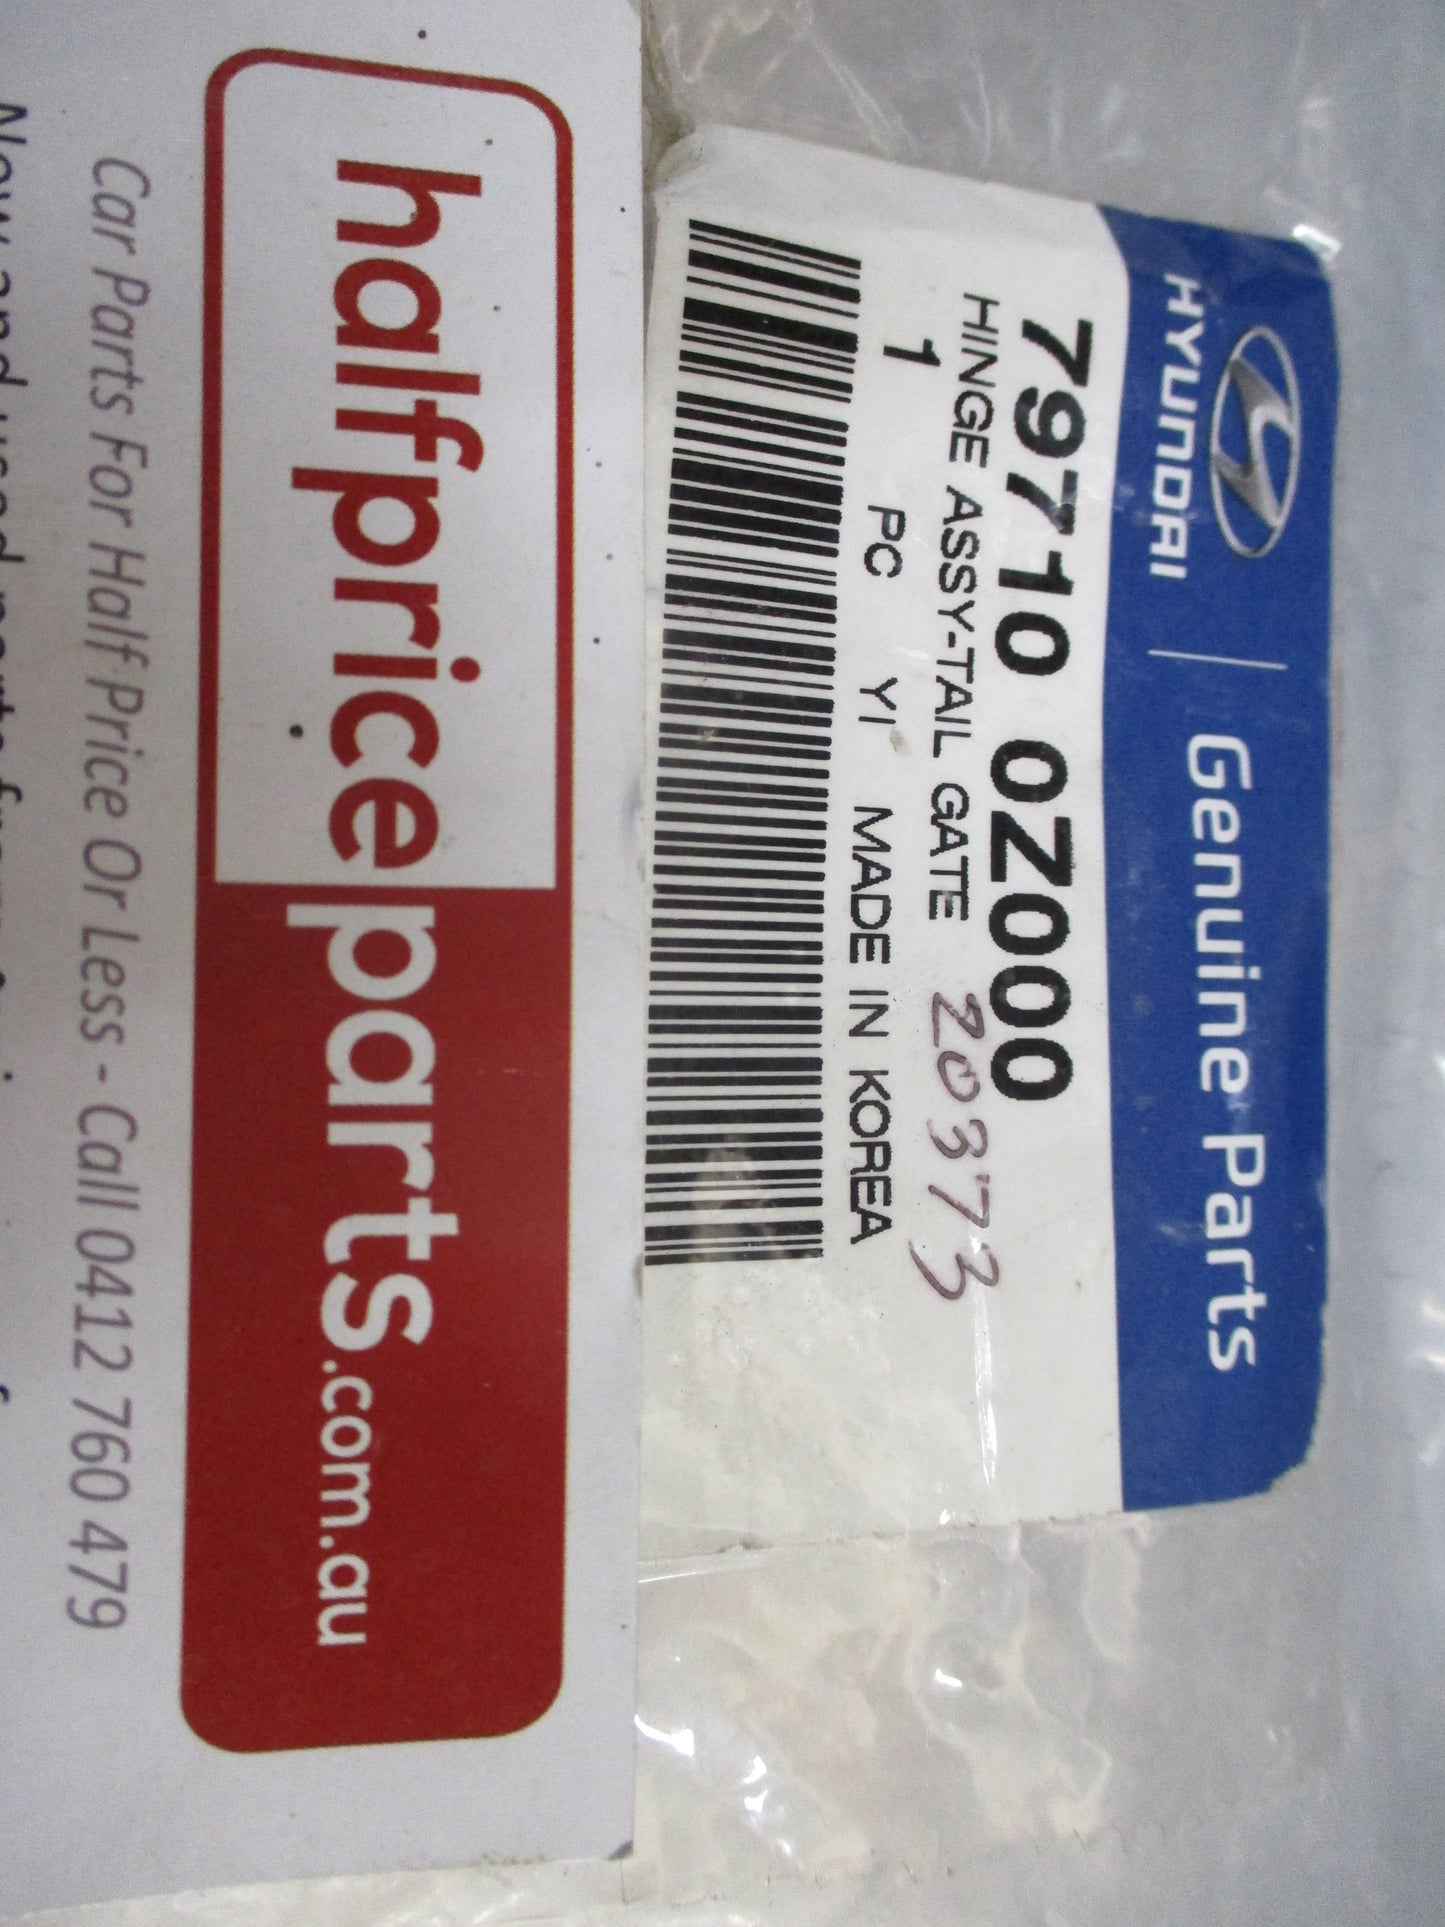 HYUNDAI | Genuine Parts
79710 0Z000
HINGE ASSY-TAIL GATE 20373
1 PC YI MADE IN KOREA
halfpriceparts.com.au
Car Parts For Half Price Or Less - Call 0412 760 479